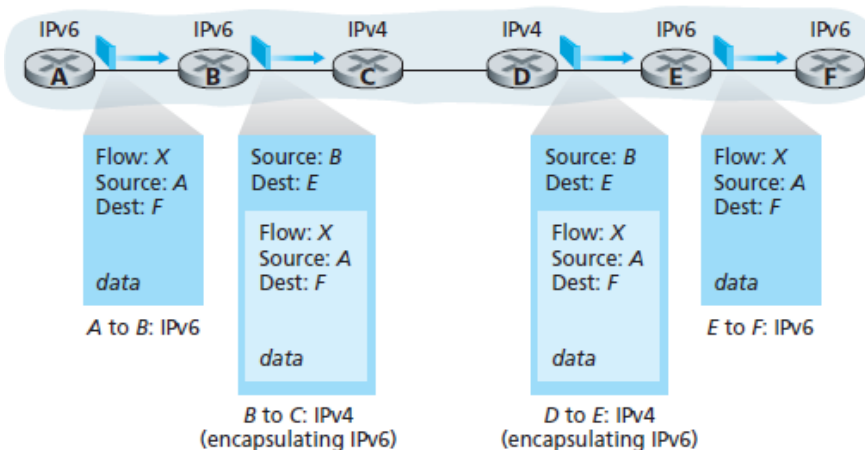 IPv6 IPv6 IPv4 IPv4 IPv6 IPv6
A B C D E F
Flow: X
Source: A
Dest: F
data
A to B: IPv6
Source: B
Dest: E
Flow: X
Source: A
Dest: F
data
B to C: IPv4
(encapsulating IPv6)
Source: B
Dest: E
Flow: X
Source: A
Dest: F
data
D to E: IPv4
(encapsulating IPv6)
Flow: X
Source: A
Dest: F
data
E to F: IPv6